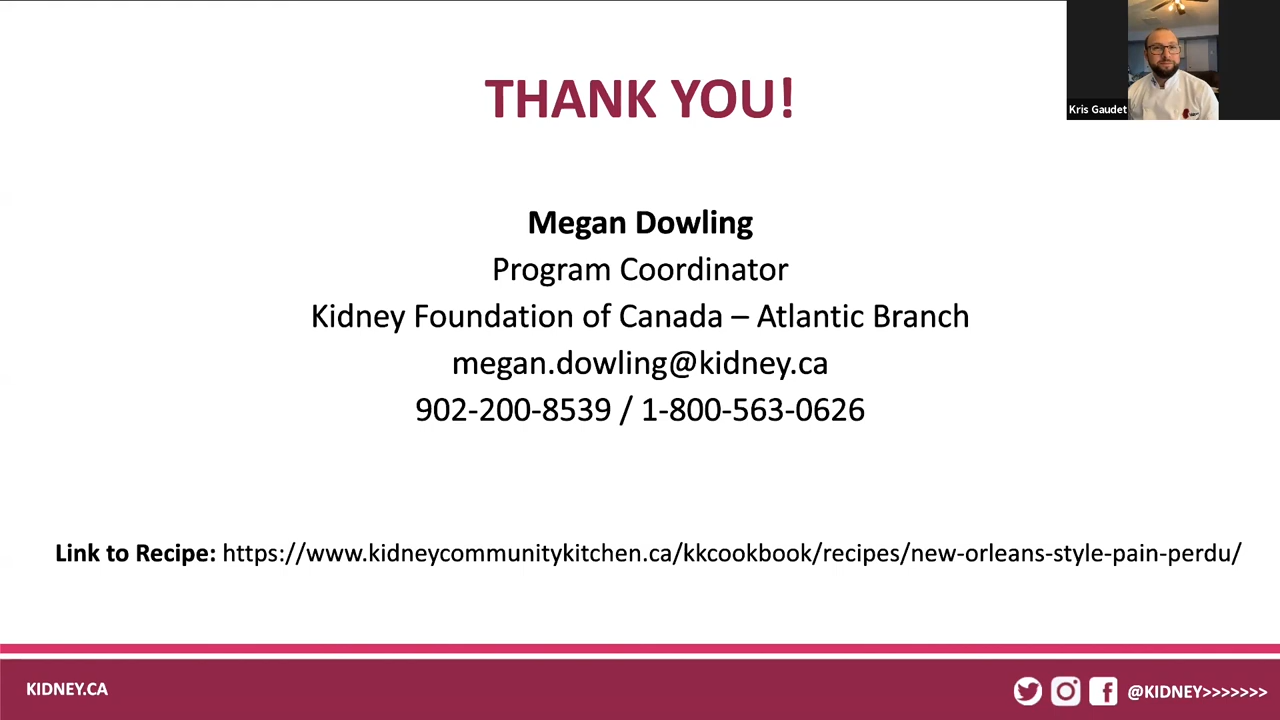 THANK YOU!
Kris Gaudet
Megan Dowling
Program Coordinator
Kidney Foundation of Canada – Atlantic Branch
megan.dowling@kidney.ca
902-200-8539 / 1-800-563-0626
Link to Recipe: https://www.kidneycommunitykitchen.ca/kkcookbook/recipes/new-orleans-style-pain-perdu/
KIDNEY.CA
@KIDNEY>>>>>>>